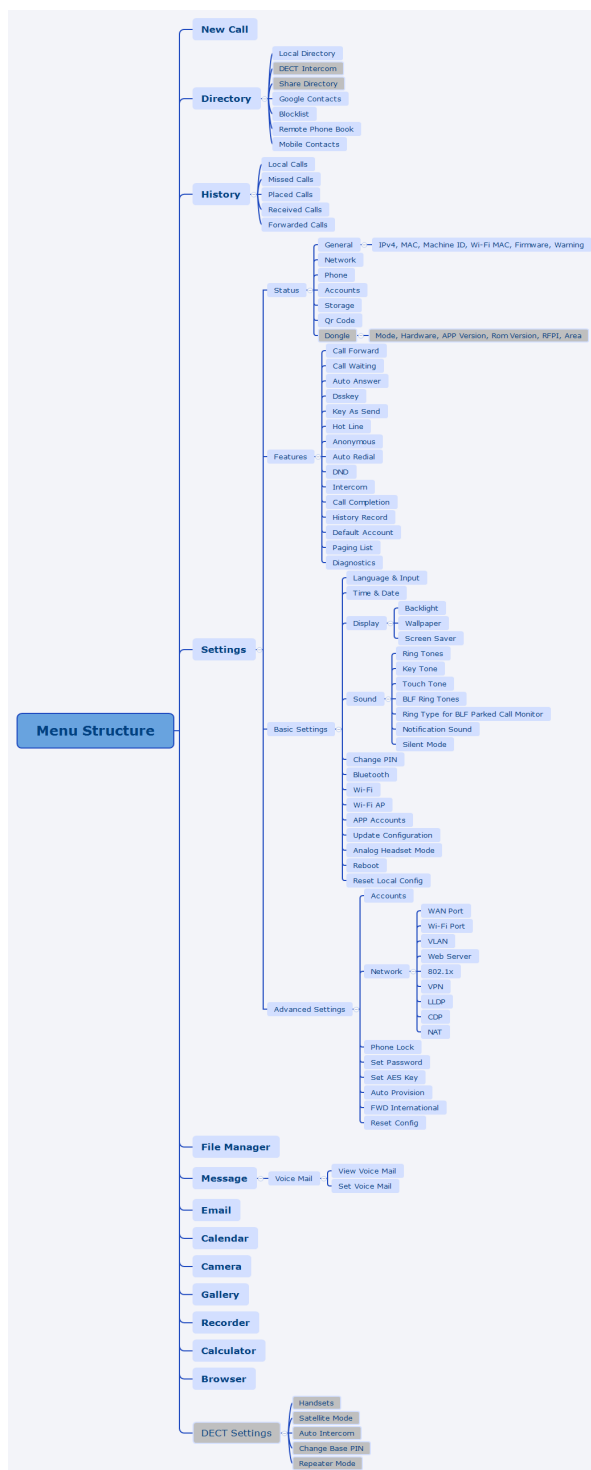 New Call
Local Directory
DECT Intercom
Share Directory
Directory
Google Contacts
Blocklist
Remote Phone Book
Mobile Contacts
Local Calls
Missed Calls
History
Placed Calls
Received Calls
Forwarded Calls
General
IPv4, MAC, Machine ID, Wi-Fi MAC, Firmware, Warning
Network
Phone
Status
Accounts
Storage
Qr Code
Dongle
Mode, Hardware, APP Version, Rom Version, RFPI, Area
Call Forward
Call Waiting
Auto Answer
Dsskey
Key As Send
Hot Line
Anonymous
Features
Auto Redial
DND
Intercom
Call Completion
History Record
Default Account
Paging List
Diagnostics
Language & Input
Time & Date
Display
Backlight
Wallpaper
Screen Saver
Settings
Ring Tones
Key Tone
Touch Tone
Sound
BLF Ring Tones
Ring Type for BLF Parked Call Monitor
Notification Sound
Silent Mode
Menu Structure
Basic Settings
Change PIN
Bluetooth
Wi-Fi
Wi-Fi AP
APP Accounts
Update Configuration
Analog Headset Mode
Reboot
Reset Local Config
Accounts
WAN Port
Wi-Fi Port
VLAN
Web Server
Network
802.1x
VPN
LLDP
CDP
NAT
Advanced Settings
Phone Lock
Set Password
Set AES Key
Auto Provision
FWD International
Reset Config
File Manager
Message
Voice Mail
View Voice Mail
Set Voice Mail
Email
Calendar
Camera
Gallery
Recorder
Calculator
Browser
Handsets
Satellite Mode
DECT Settings
Auto Intercom
Change Base PIN
Repeater Mode